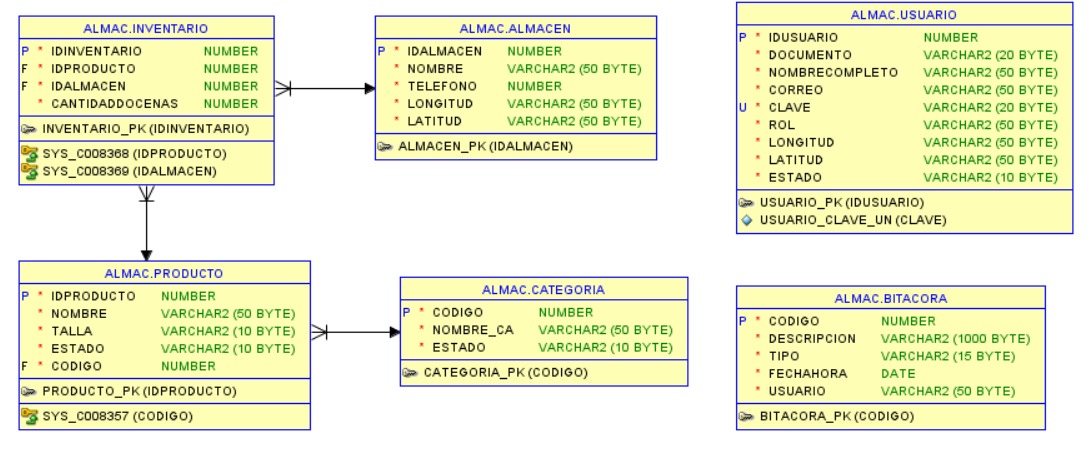 ALMAC.INVENTARIO
P * IDINVENTARIO NUMBER
F * IDPRODUCTO NUMBER
F * IDALMACEN NUMBER
* CANTIDADDOCENAS NUMBER
INVENTARIO_PK (IDINVENTARIO)
SYS_C008368 (IDPRODUCTO)
SYS_C008369 (IDALMACEN)
ALMAC.ALMACEN
P * IDALMACEN NUMBER
* NOMBRE VARCHAR2 (50 BYTE)
* TELEFONO NUMBER
* LONGITUD VARCHAR2 (50 BYTE)
* LATITUD VARCHAR2 (50 BYTE)
ALMACEN_PK (IDALMACEN)
ALMAC.USUARIO
P * IDUSUARIO NUMBER
* DOCUMENTO VARCHAR2 (20 BYTE)
* NOMBRECOMPLETO VARCHAR2 (50 BYTE)
* CORREO VARCHAR2 (50 BYTE)
U * CLAVE VARCHAR2 (20 BYTE)
* ROL VARCHAR2 (50 BYTE)
* LONGITUD VARCHAR2 (50 BYTE)
* LATITUD VARCHAR2 (50 BYTE)
* ESTADO VARCHAR2 (10 BYTE)
USUARIO_PK (IDUSUARIO)
USUARIO_CLAVE_UN (CLAVE)
ALMAC.PRODUCTO
P * IDPRODUCTO NUMBER
* NOMBRE VARCHAR2 (50 BYTE)
* TALLA VARCHAR2 (10 BYTE)
* ESTADO VARCHAR2 (10 BYTE)
F * CODIGO NUMBER
PRODUCTO_PK (IDPRODUCTO)
SYS_C008357 (CODIGO)
ALMAC.CATEGORIA
P * CODIGO NUMBER
* NOMBRE_CA VARCHAR2 (50 BYTE)
* ESTADO VARCHAR2 (10 BYTE)
CATEGORIA_PK (CODIGO)
ALMAC.BITACORA
P * CODIGO NUMBER
* DESCRIPCION VARCHAR2 (1000 BYTE)
* TIPO VARCHAR2 (15 BYTE)
* FECHAHORA DATE
* USUARIO VARCHAR2 (50 BYTE)
BITACORA_PK (CODIGO)